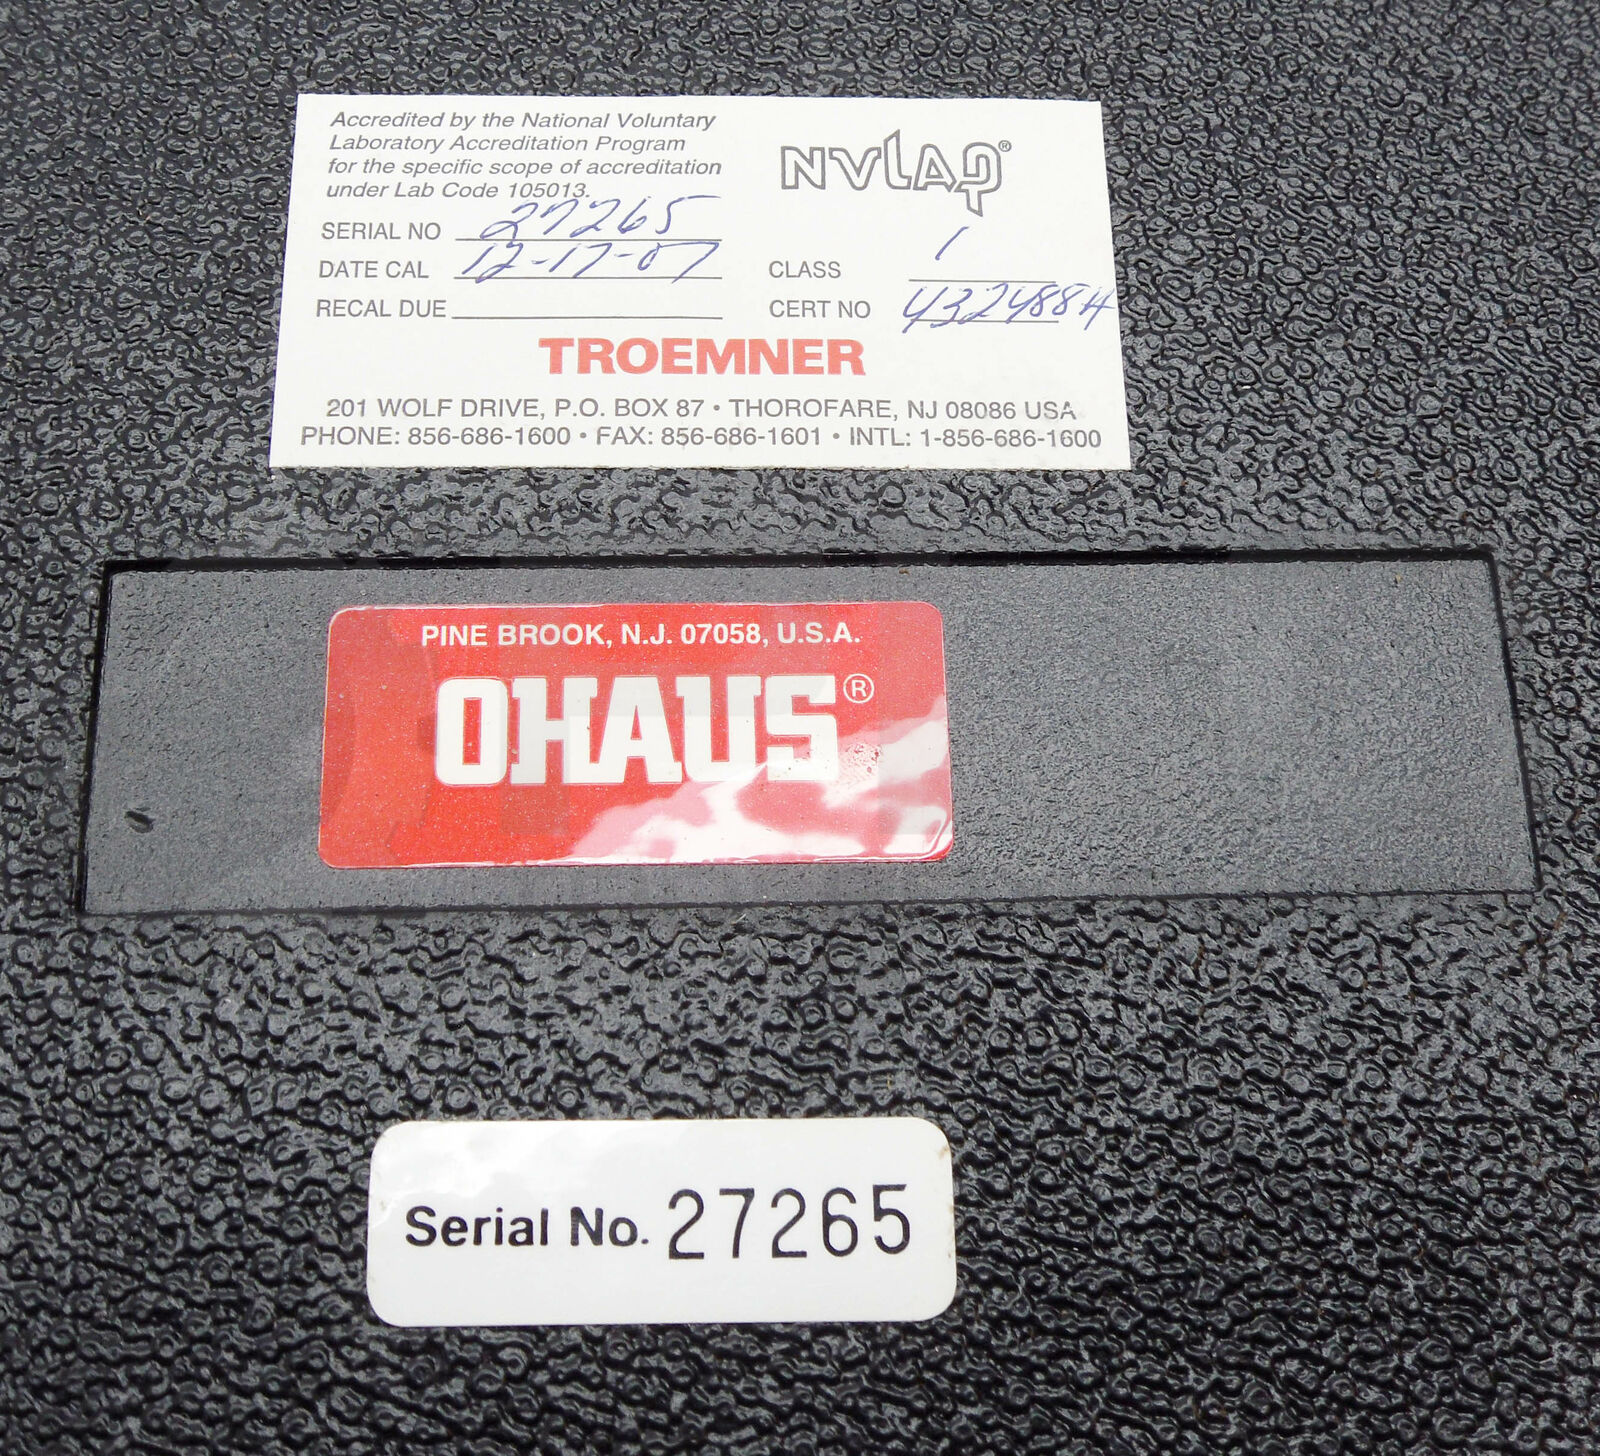 Accredited by the National Voluntary
Laboratory Accreditation Program
for the specific scope of accreditation
under Lab Code 105013.
NVLAP®
SERIAL NO 27265
DATE CAL 12-17-07 CLASS 1
RECAL DUE CERT NO 432488H
TROEMNER
201 WOLF DRIVE, P.O. BOX 87 • THOROFARE, NJ 08086 USA
PHONE: 856-686-1600 • FAX: 856-686-1601 • INTL: 1-856-686-1600
PINE BROOK, N.J. 07058, U.S.A.
OHAUS®
Serial No. 27265